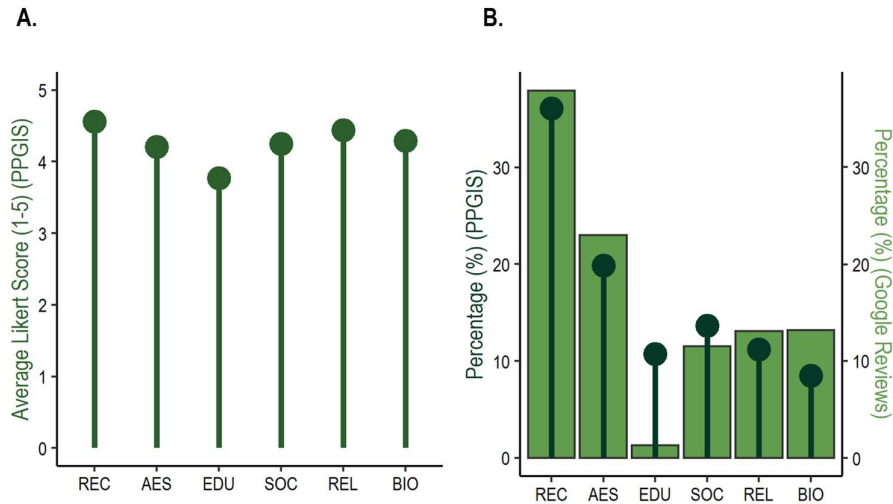 A.
B.
Average Likert Score (1-5) (PPGIS)
5
4
3
2
1
0
REC AES EDU SOC REL BIO
Percentage (%) (PPGIS)
30
20
10
0
REC AES EDU SOC REL BIO
30
20
10
0
Percentage (%) (Google Reviews)